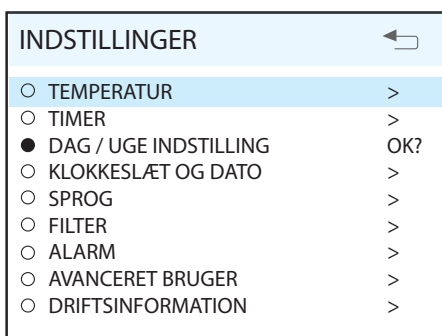 INDSTILLINGER
TEMPERATUR >
TIMER >
DAG / UGE INDSTILLING OK?
KLOKKESLÆT OG DATO >
SPROG >
FILTER >
ALARM >
AVANCERET BRUGER >
DRIFTSINFORMATION >